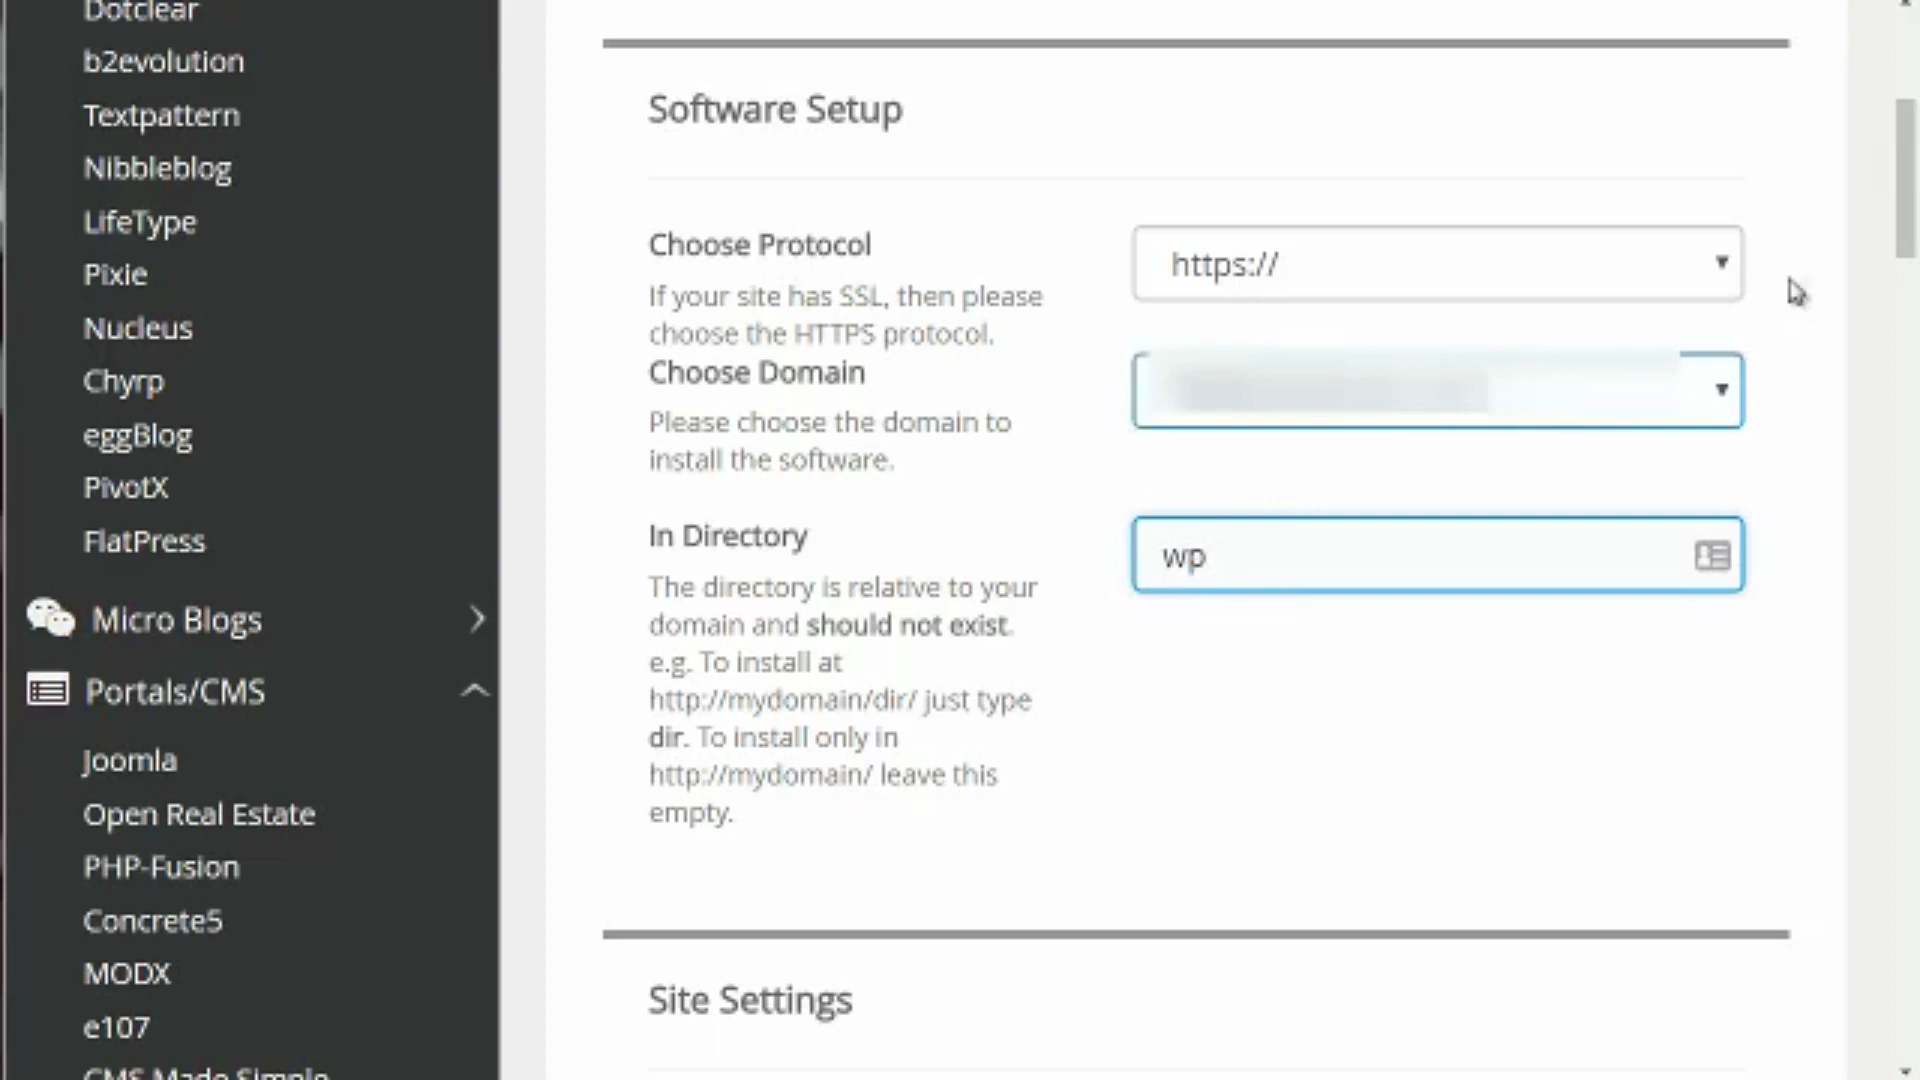 Dotclear
b2evolution
Textpattern
Nibbleblog
LifeType
Pixie
Nucleus
Chyrp
eggBlog
PivotX
FlatPress
Micro Blogs
Portals/CMS
Joomla
Open Real Estate
PHP-Fusion
Concrete5
MODX
e107
CMS Made Simple
Software Setup
Choose Protocol
If your site has SSL, then please
choose the HTTPS protocol.
https://
Choose Domain
Please choose the domain to
install the software.
In Directory
The directory is relative to your
domain and should not exist.
e.g. To install at
http://mydomain/dir/ just type
dir. To install only in
http://mydomain/ leave this
empty.
wp
Site Settings